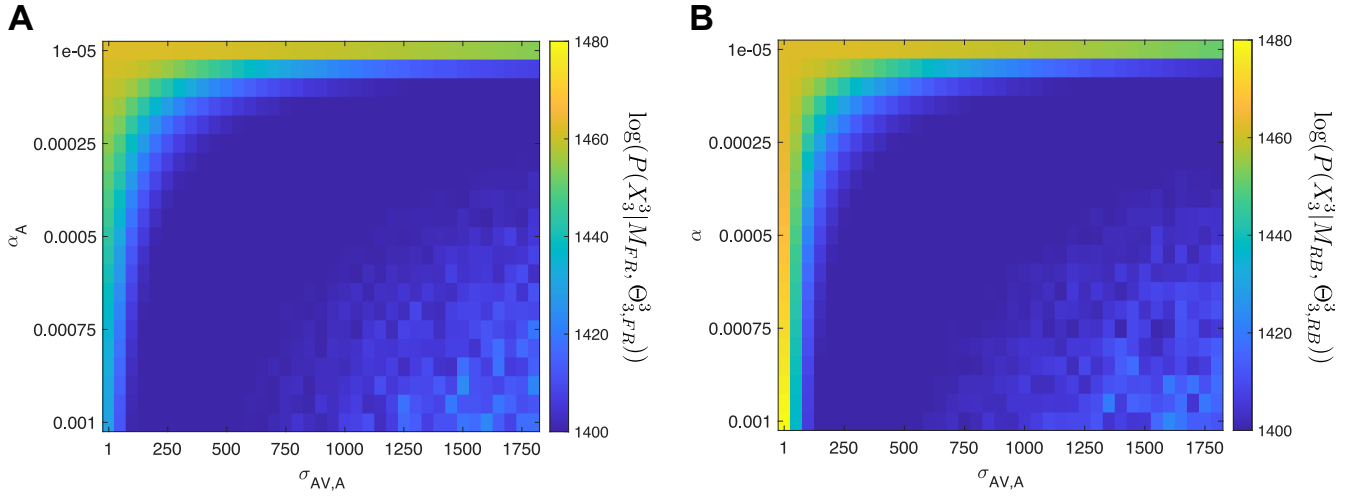 A
1e-05
0.00025
0.0005
0.00075
0.001
α_A
1 250 500 750 1000 1250 1500 1750
σ_AV,A
1480
1460
1440
1420
1400
log(P(X_3^3|M_FR, Θ_3,FR^3))
B
1e-05
0.00025
0.0005
0.00075
0.001
α
1 250 500 750 1000 1250 1500 1750
σ_AV,A
1480
1460
1440
1420
1400
log(P(X_3^3|M_RB, Θ_3,RB^3))